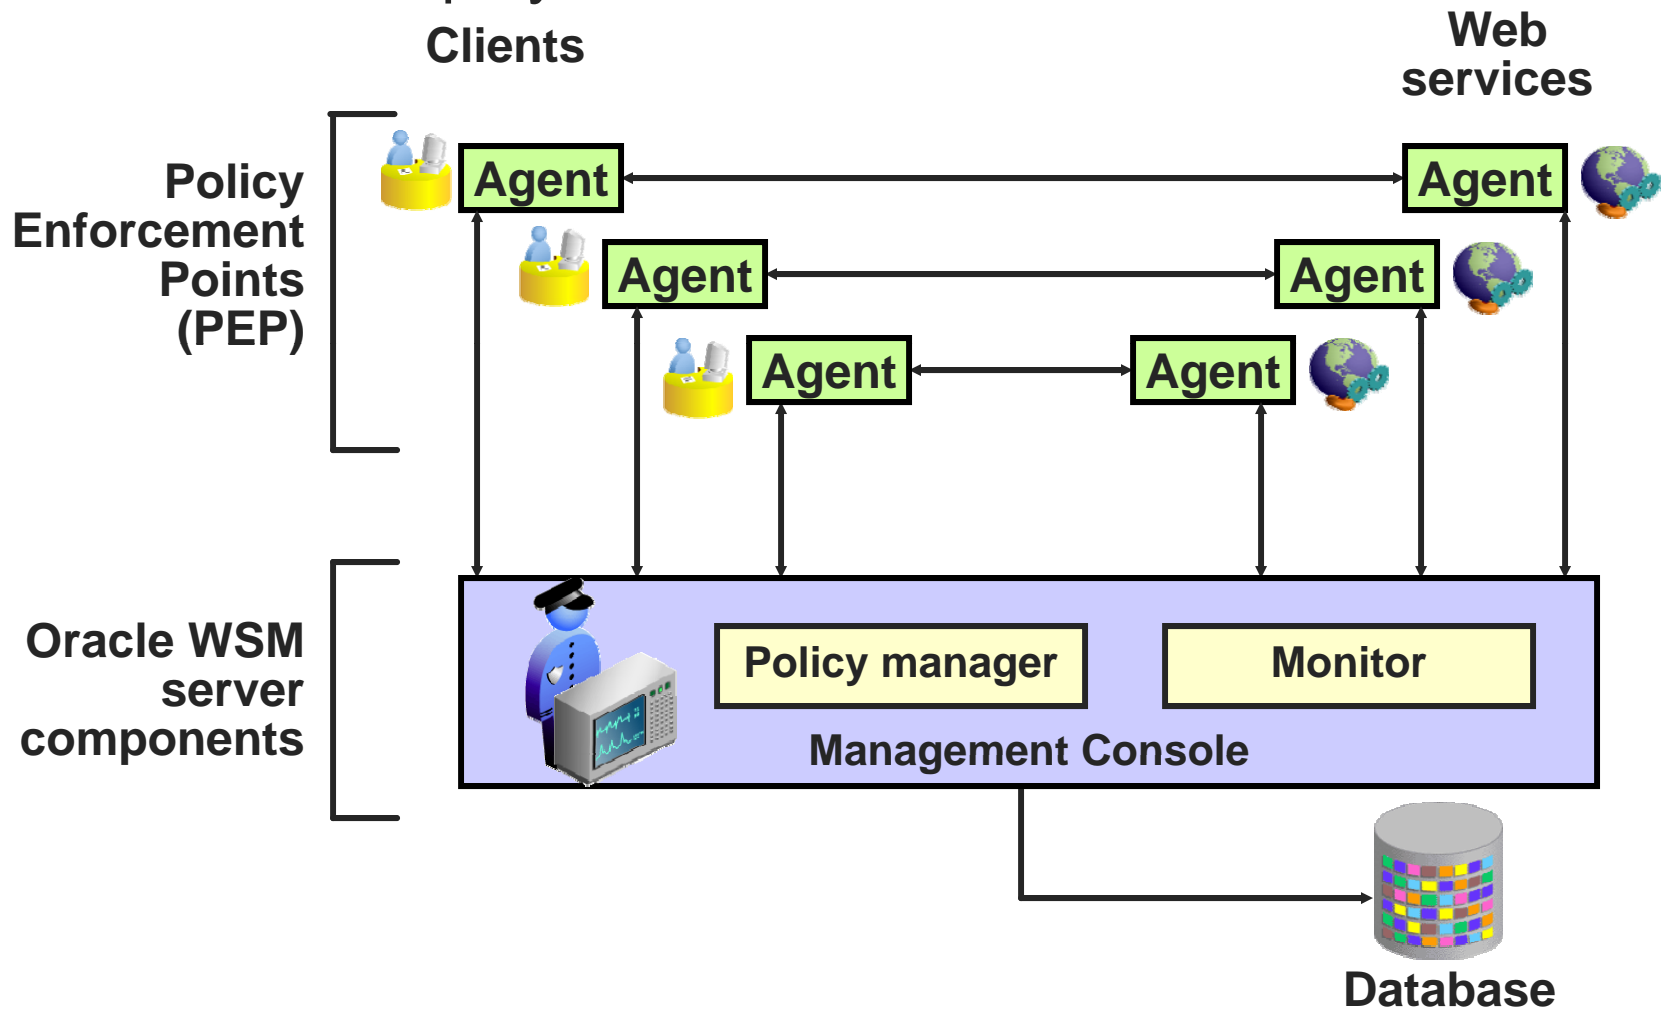 Clients
Web
services
Policy
Enforcement
Points
(PEP)
Agent
Agent
Agent
Agent
Agent
Agent
Oracle WSM
server
components
Policy manager
Monitor
Management Console
Database